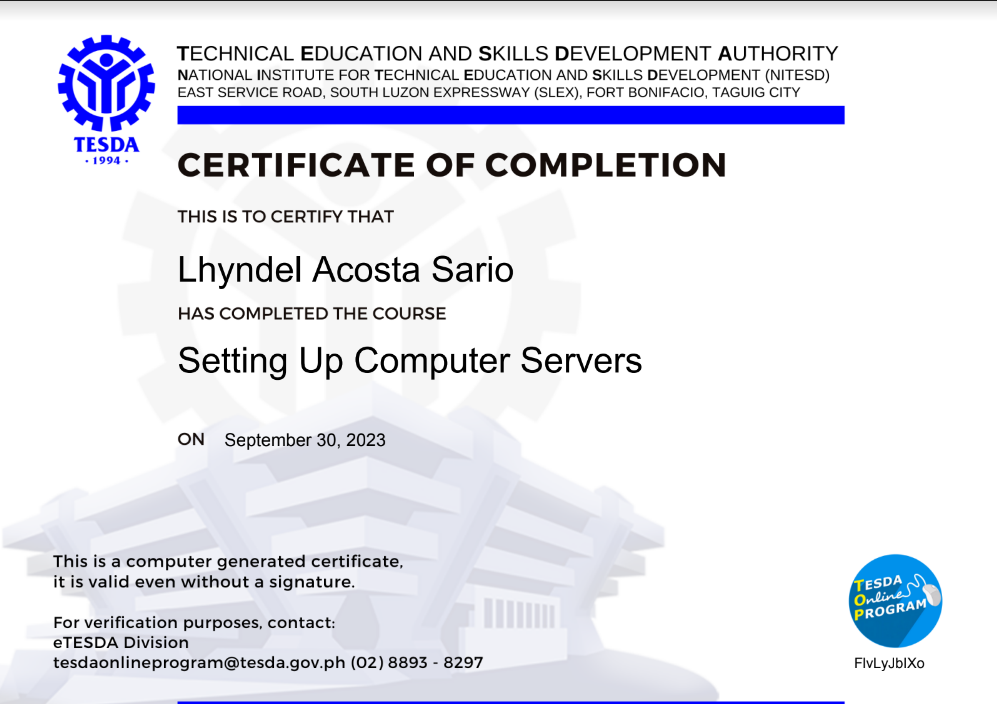 TECHNICAL EDUCATION AND SKILLS DEVELOPMENT AUTHORITY
NATIONAL INSTITUTE FOR TECHNICAL EDUCATION AND SKILLS DEVELOPMENT (NITESD)
EAST SERVICE ROAD, SOUTH LUZON EXPRESSWAY (SLEX), FORT BONIFACIO, TAGUIG CITY
TESDA
· 1994 ·
CERTIFICATE OF COMPLETION
THIS IS TO CERTIFY THAT
Lhyndel Acosta Sario
HAS COMPLETED THE COURSE
Setting Up Computer Servers
ON September 30, 2023
This is a computer generated certificate,
it is valid even without a signature.
For verification purposes, contact:
eTESDA Division
tesdaonlineprogram@tesda.gov.ph (02) 8893 - 8297
TESDA
Online
PROGRAM
FIvLyJbIXo